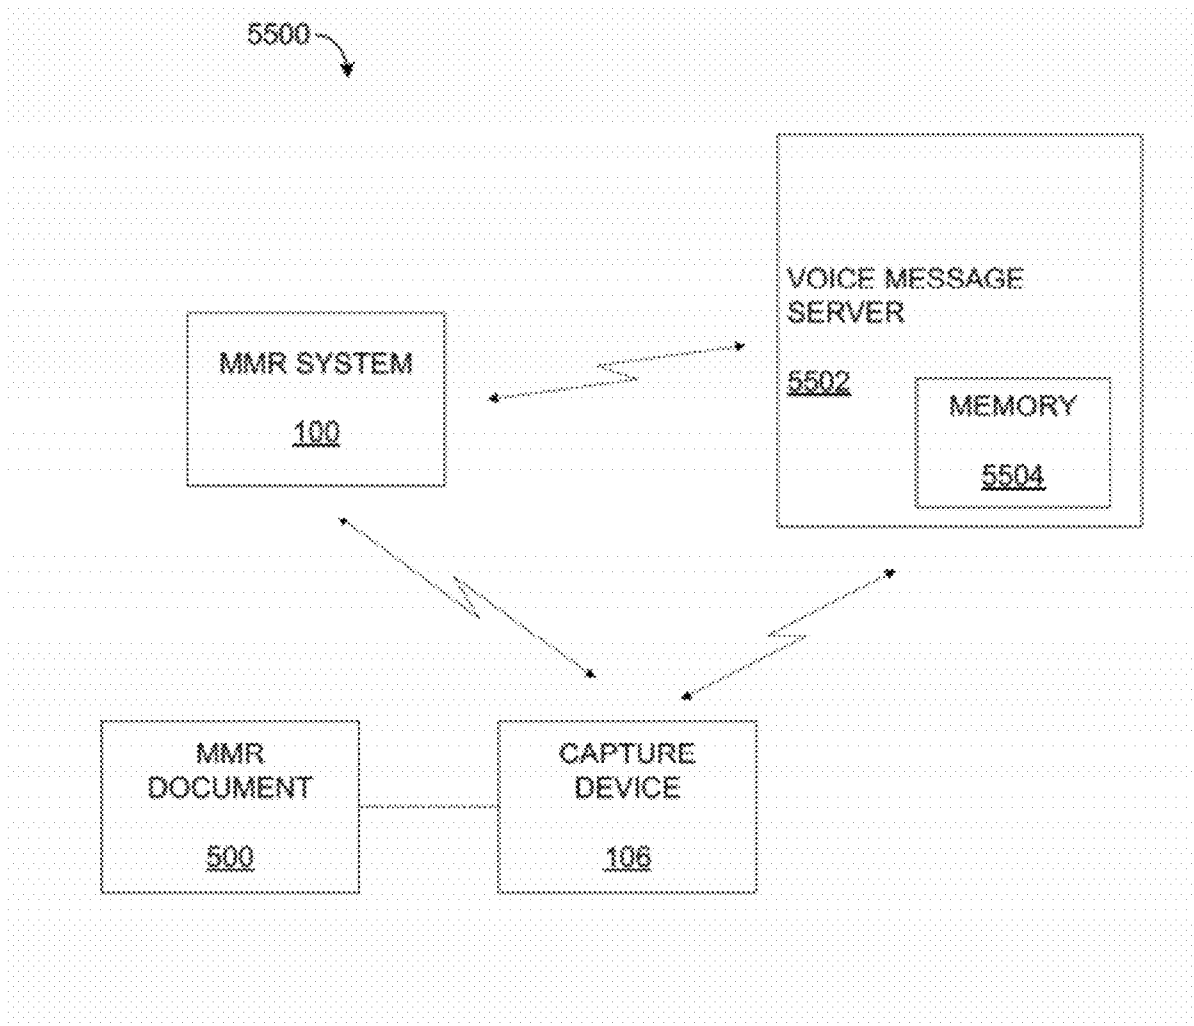 5500
VOICE MESSAGE
SERVER
5502
MEMORY
5504
MMR SYSTEM
100
MMR
DOCUMENT
500
CAPTURE
DEVICE
106